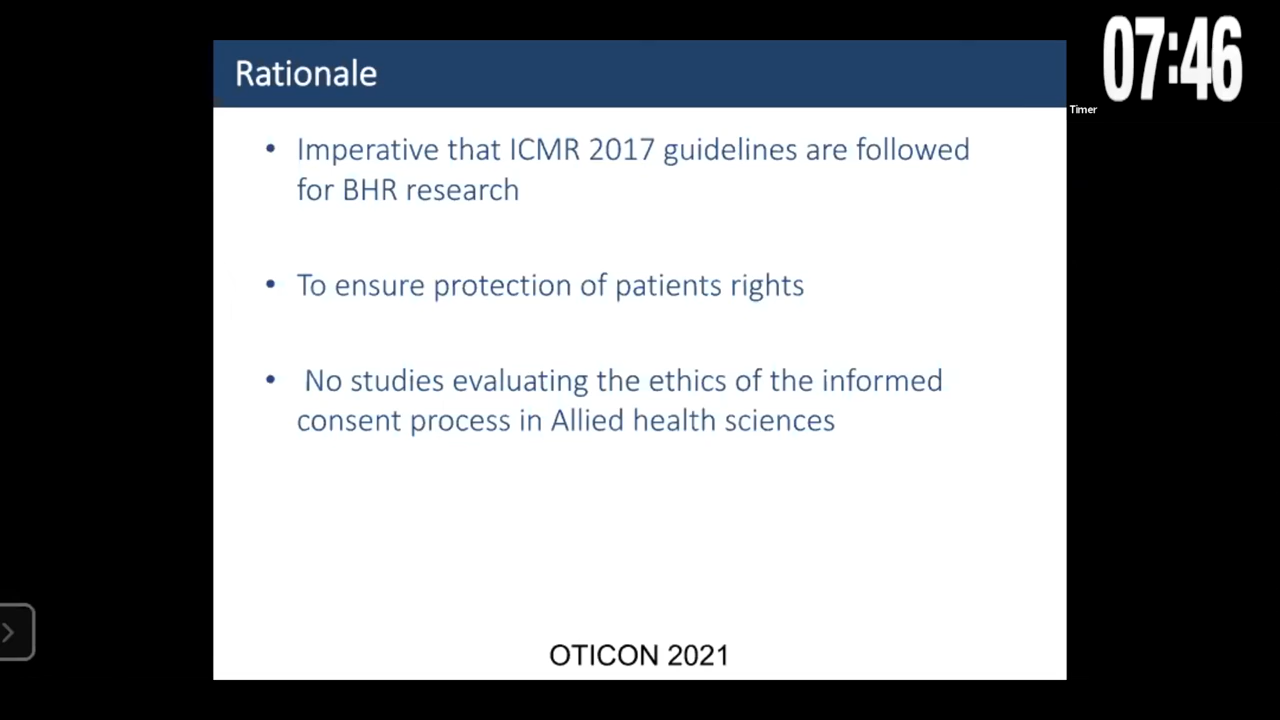 Rationale
07:46
Timer
• Imperative that ICMR 2017 guidelines are followed
for BHR research
• To ensure protection of patients rights
• No studies evaluating the ethics of the informed
consent process in Allied health sciences
OTICON 2021